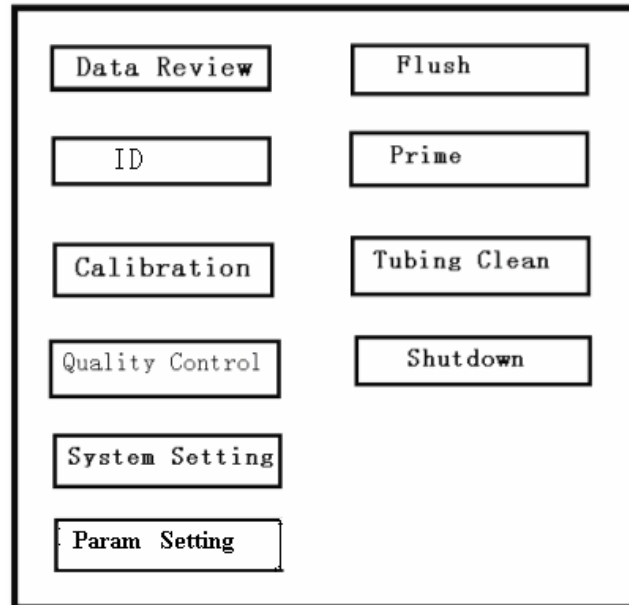 Data Review
Flush
ID
Prime
Calibration
Tubing Clean
Quality Control
Shutdown
System Setting
Param Setting